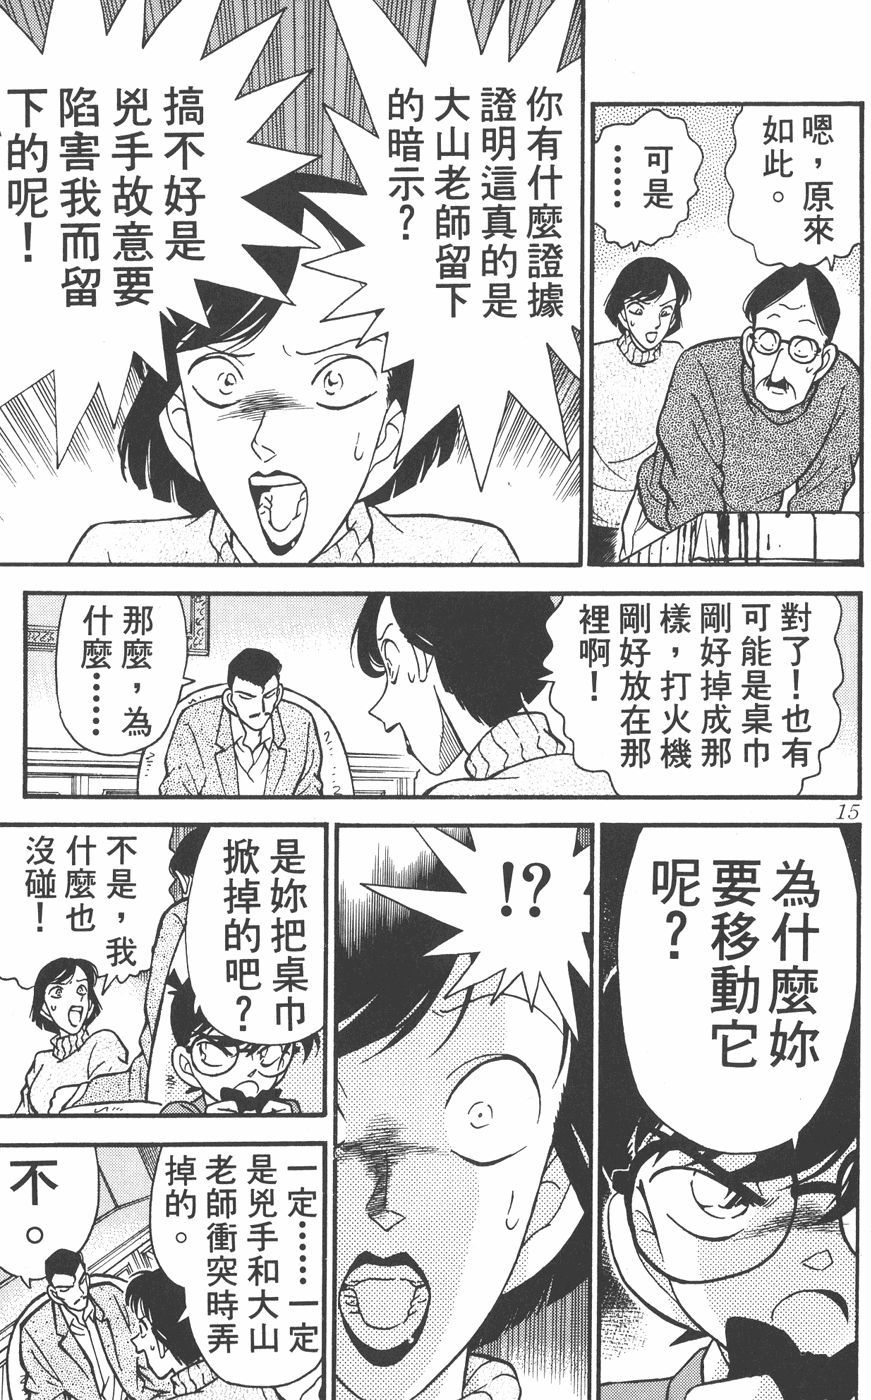 嗯，原來
如此。
可是
……
你有什麼證據
證明這真的是
大山老師留下
的暗示？
搞不好是
兇手故意要
陷害我而留
下的呢！
對了！也有
可能是桌巾
剛好掉成那
樣，打火機
剛好放在那
裡啊！
那麼，為
什麼……
15
為什麼妳
要移動它
呢？
!?
是妳把桌巾
掀掉的吧？
不是，我
什麼也
沒碰！
一定……一定
是兇手和大山
老師衝突時弄
掉的。
不。